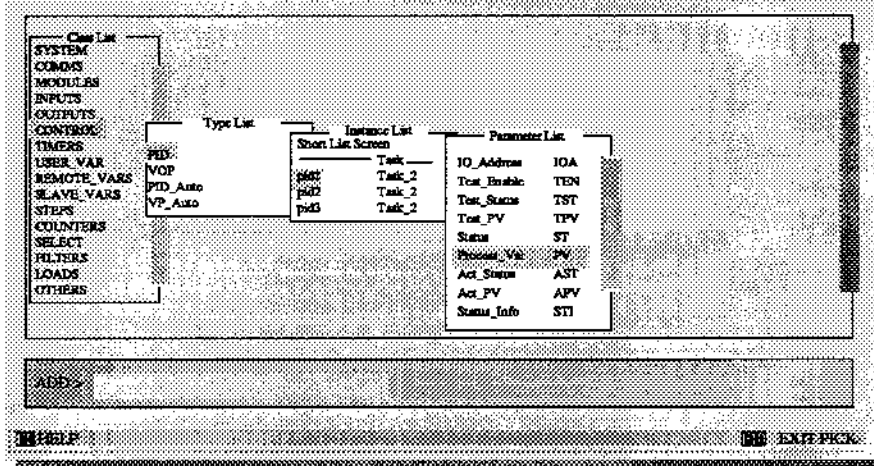 Class List
SYSTEM
COMMS
MODULES
INPUTS
OUTPUTS
CONTROL
TIMERS
USER_VAR
REMOTE_VARS
SLAVE_VARS
STEPS
COUNTERS
SELECT
FILTERS
LOADS
OTHERS
Type List
PID
VOP
PID_Auto
VP_Auto
Instance List
Short List Screen
Task
pid1 Task_2
pid2 Task_2
pid3 Task_2
Parameter List
IO_Address IOA
Test_Enable TEN
Test_Status TST
Test_PV TPV
Status ST
Process_Var PV
Act_Status AST
Act_PV APV
Status_Info STI
ADD >
HELP
EXIT PICK